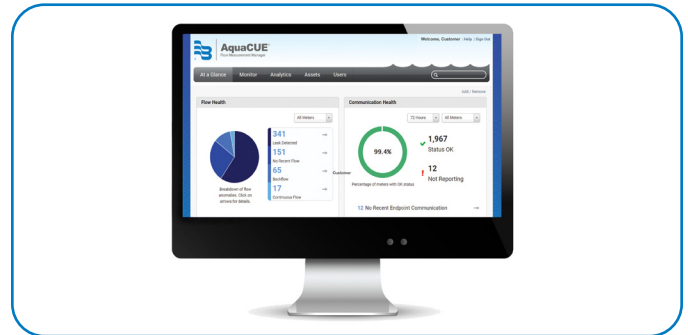 Welcome, Customer | Help | Sign Out
AquaCUE®
Flow Measurement Manager
At a Glance Monitor Analytics Assets Users
Add / Remove
Flow Health
All Meters
341
Leak Detected
151
No Recent Flow
65
Backflow
17
Continuous Flow
Breakdown of flow
anomalies. Click on
arrows for details.
Customer
Communication Health
72 Hours All Meters
99.4%
1,967
Status OK
12
Not Reporting
Percentage of meters with OK status
12 No Recent Endpoint Communication